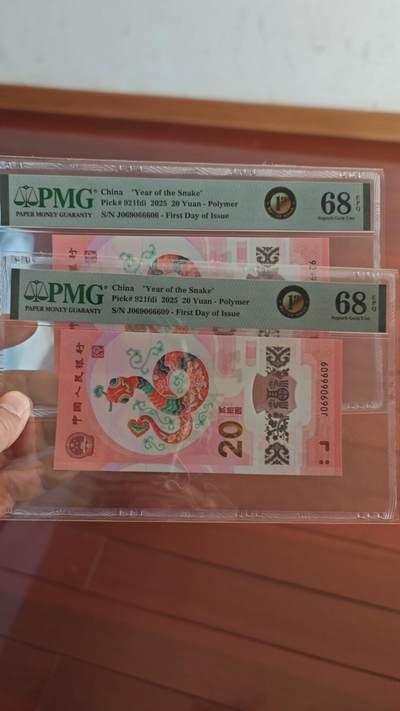 PMG
PAPER MONEY GUARANTY
China "Year of the Snake"
Pick# 921fdi 2025 20 Yuan - Polymer
S/N J069066606 - First Day of Issue
68 EPQ
Superb Gem Unc
PMG
PAPER MONEY GUARANTY
China "Year of the Snake"
Pick# 921fdi 2025 20 Yuan - Polymer
S/N J069066609 - First Day of Issue
68 EPQ
Superb Gem Unc
中国人民银行
20
贰拾圆
J069066609